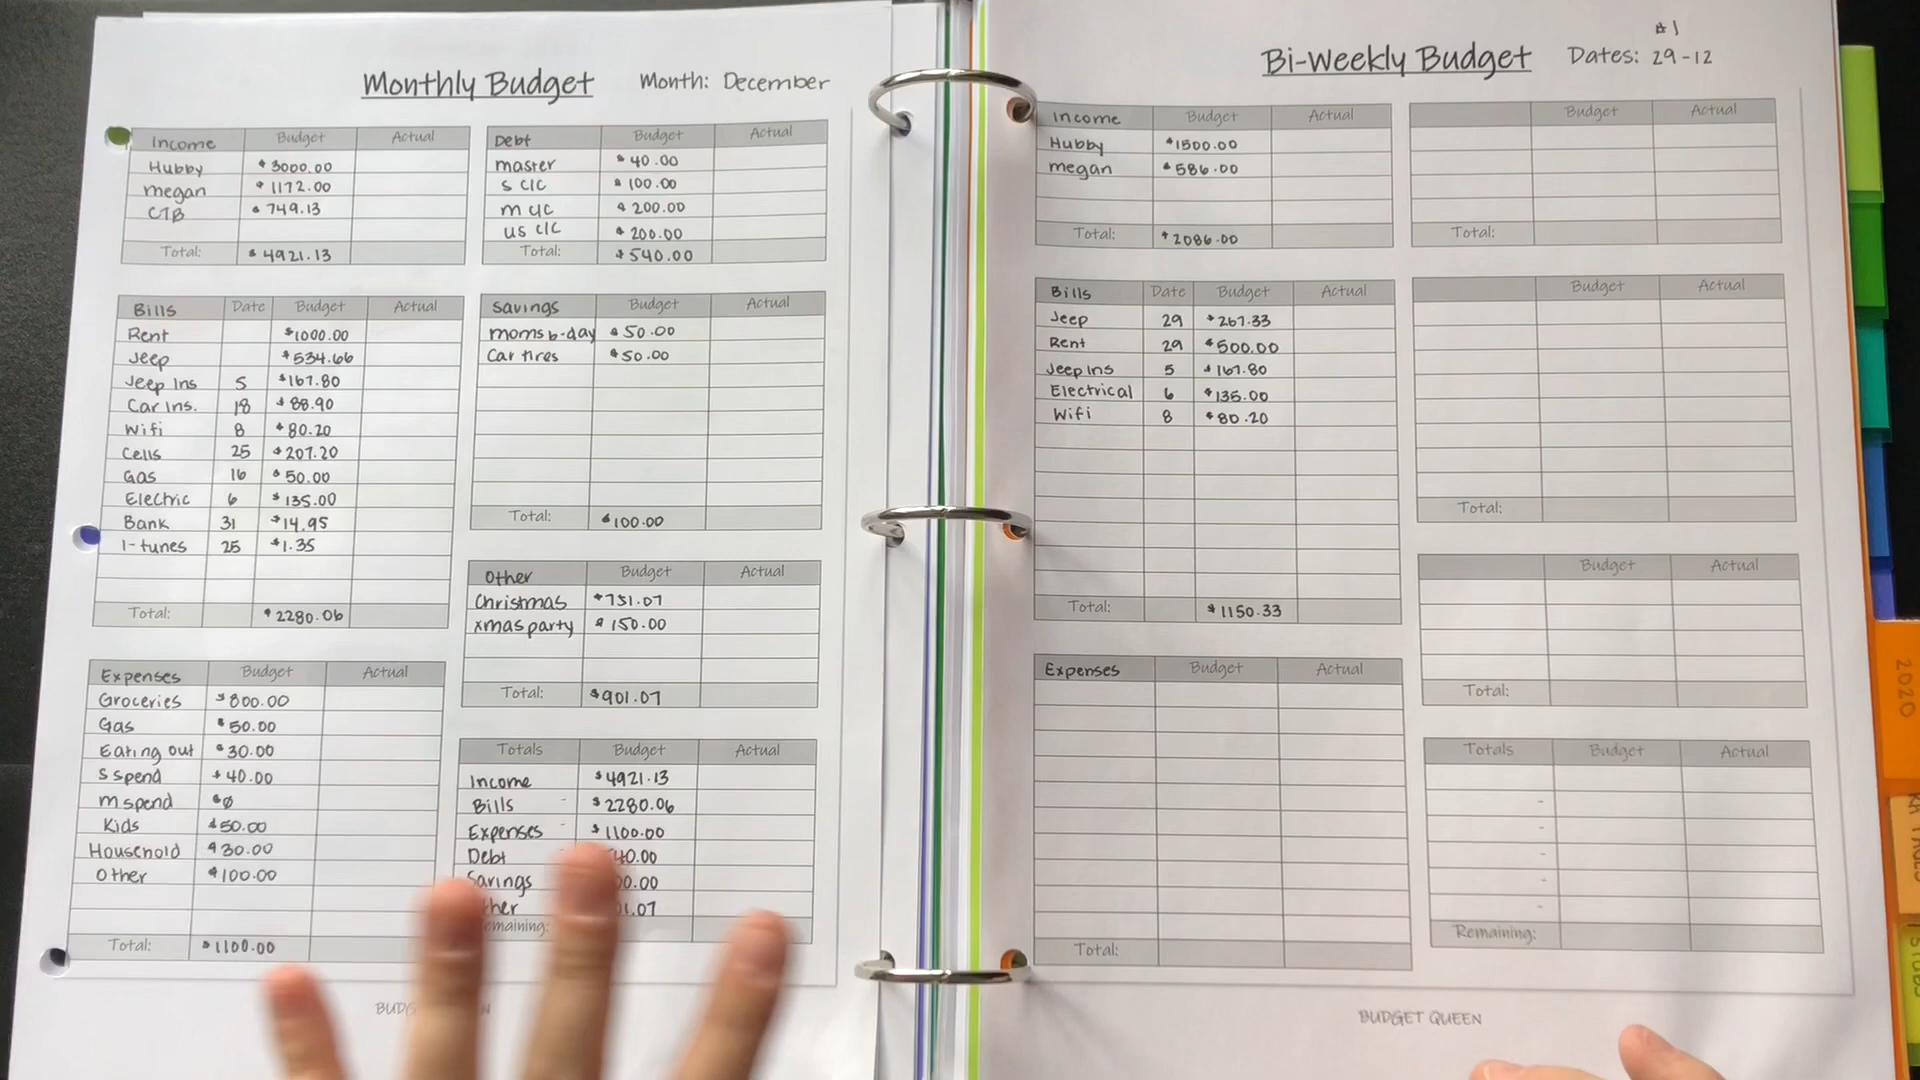 Monthly Budget Month: December
Income Budget Actual
Hubby $3000.00
megan $1172.00
CTB $749.13
Total: $4921.13
Bills Date Budget Actual
Rent $1000.00
Jeep $534.66
Jeep Ins 5 $167.80
Car Ins. 18 $88.90
Wifi 8 $80.20
Cells 25 $207.20
Gas 16 $50.00
Electric 6 $135.00
Bank 31 $14.95
I-tunes 25 $1.35
Total: $2280.06
Expenses Budget Actual
Groceries $800.00
Gas $50.00
Eating out $30.00
S spend $40.00
m spend $0
Kids $50.00
Household $30.00
Other $100.00
Total: $1100.00
Debt Budget Actual
master $40.00
S C/C $100.00
m C/C $200.00
US C/C $200.00
Total: $540.00
Savings Budget Actual
moms b-day $50.00
Car tires $50.00
Total: $100.00
Other Budget Actual
Christmas $751.07
xmas party $150.00
Total: $901.07
Totals Budget Actual
Income $4921.13
Bills - $2280.06
Expenses - $1100.00
Debt 40.00
Savings 00.00
ther 01.07
emaining:
BUDG N
#1
Bi-Weekly Budget Dates: 29-12
Income Budget Actual
Hubby $1500.00
megan $586.00
Total: $2086.00
Bills Date Budget Actual
Jeep 29 $267.33
Rent 29 $500.00
Jeep Ins 5 $167.80
Electrical 6 $135.00
Wifi 8 $80.20
Total: $1150.33
Expenses Budget Actual
Total:
Budget Actual
Total:
Budget Actual
Total:
Budget Actual
Total:
Totals Budget Actual
-
-
-
-
-
Remaining:
BUDGET QUEEN
2020